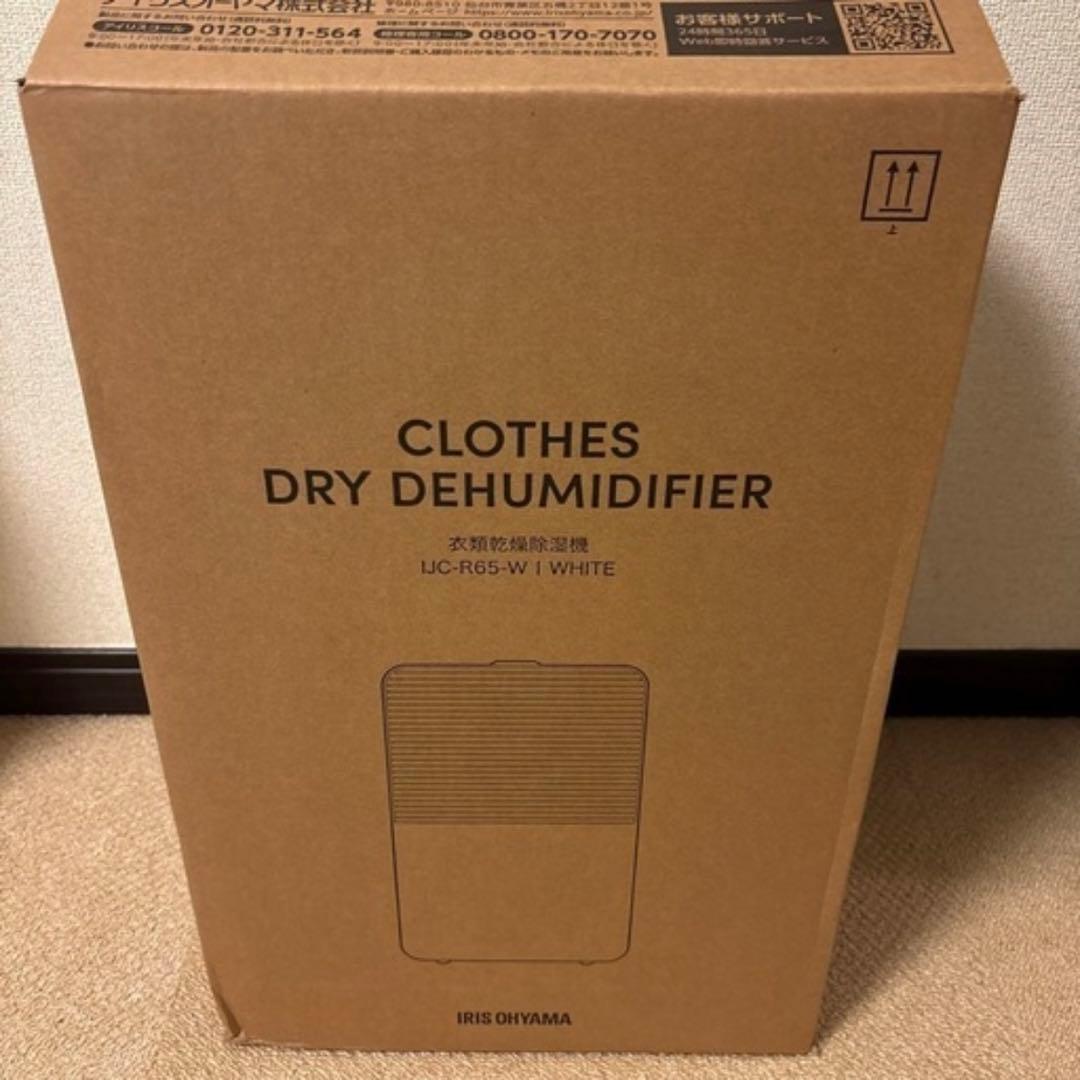 アイリスオーヤマ株式会社
アイリスコール 0120-311-564
0800-170-7070
お客様サポート
24時間365日
Web即時回答サービス
上
CLOTHES
DRY DEHUMIDIFIER
衣類乾燥除湿機
IJC-R65-W | WHITE
IRIS OHYAMA